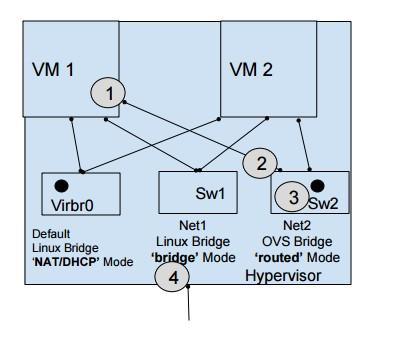 VM 1
VM 2
1
2
3
Virbr0
Sw1
Sw2
Default
Linux Bridge
'NAT/DHCP' Mode
Net1
Linux Bridge
'bridge' Mode
Net2
OVS Bridge
'routed' Mode
4
Hypervisor